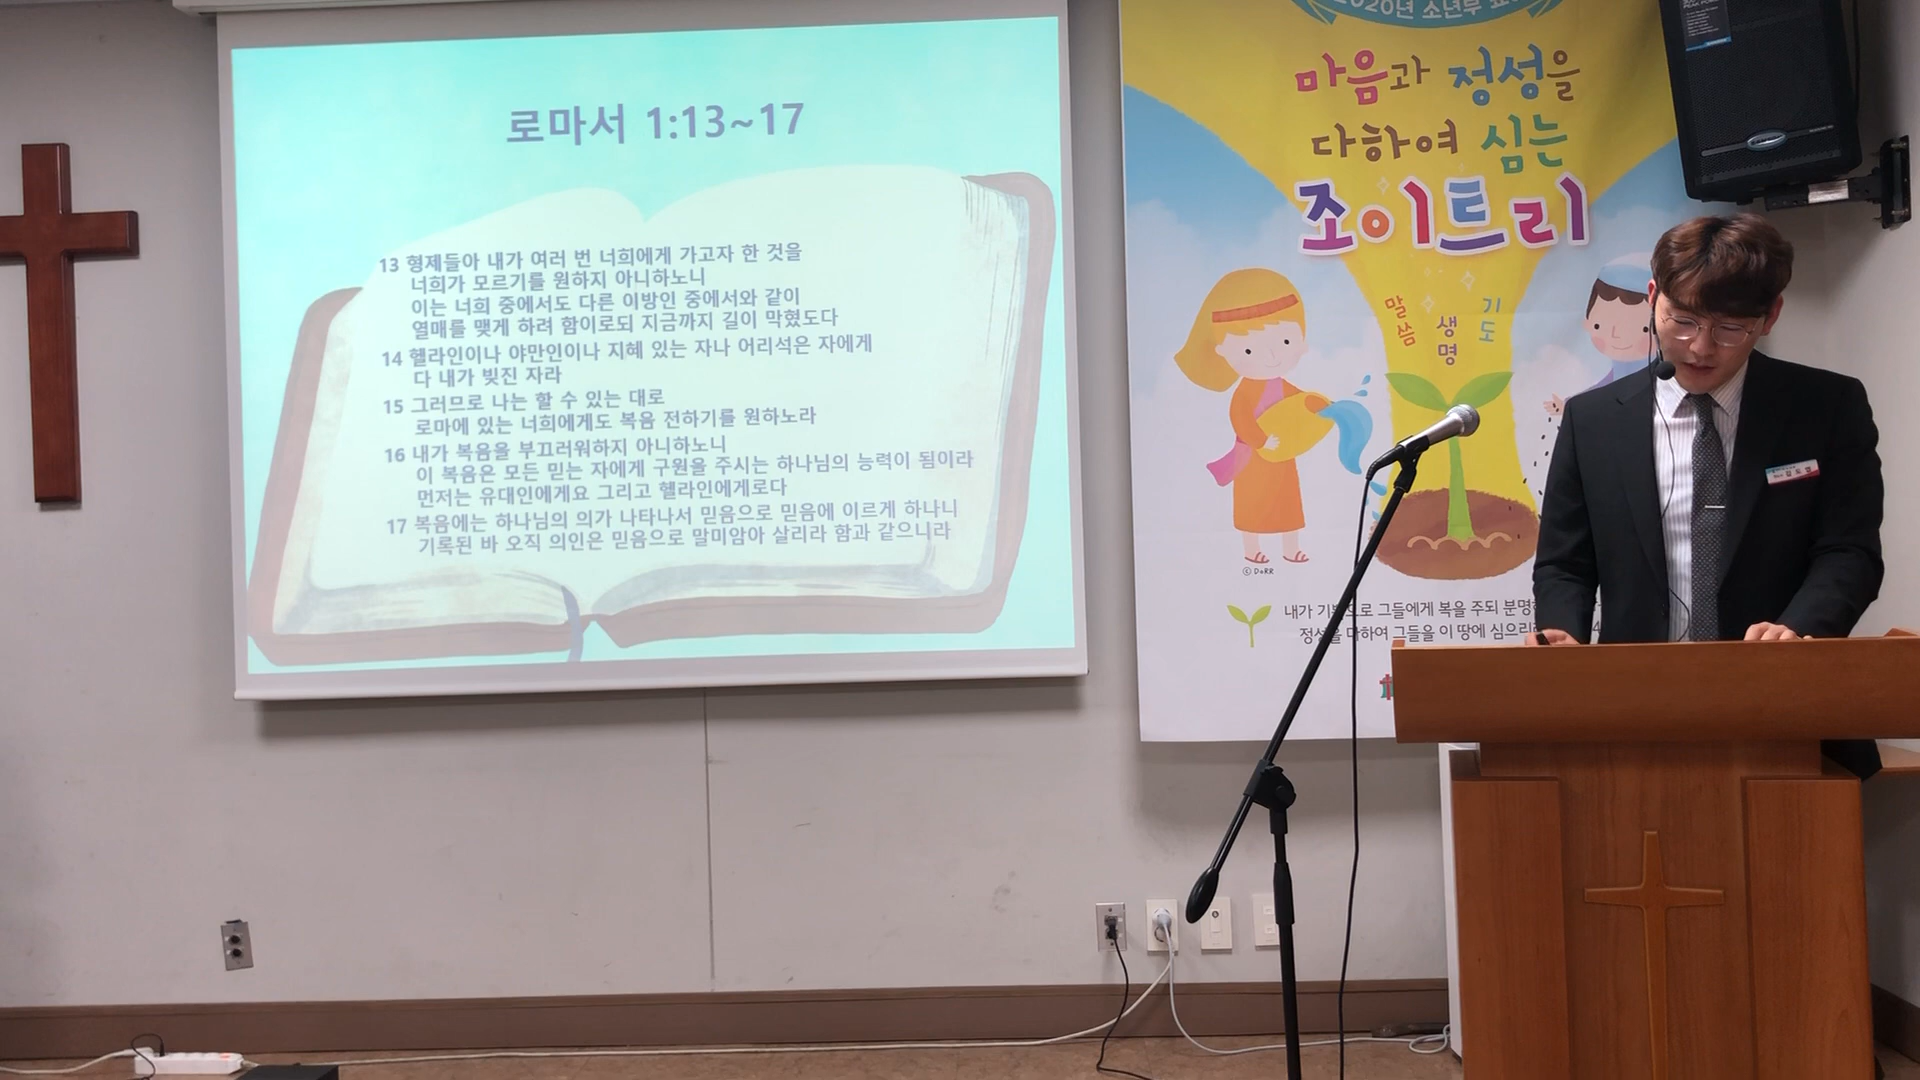 로마서 1:13~17
13 형제들아 내가 여러 번 너희에게 가고자 한 것을
너희가 모르기를 원하지 아니하노니
이는 너희 중에서도 다른 이방인 중에서와 같이
열매를 맺게 하려 함이로되 지금까지 길이 막혔도다
14 헬라인이나 야만인이나 지혜 있는 자나 어리석은 자에게
다 내가 빚진 자라
15 그러므로 나는 할 수 있는 대로
로마에 있는 너희에게도 복음 전하기를 원하노라
16 내가 복음을 부끄러워하지 아니하노니
이 복음은 모든 믿는 자에게 구원을 주시는 하나님의 능력이 됨이라
먼저는 유대인에게요 그리고 헬라인에게로다
17 복음에는 하나님의 의가 나타나서 믿음으로 믿음에 이르게 하나니
기록된 바 오직 의인은 믿음으로 말미암아 살리라 함과 같으니라
2020년 소년부
마음과 정성을
다하여 심는
조이트리
말씀
생명
기도
© DaRR
내가 그들에게 복을 주되
다하여 그들을 이 땅에